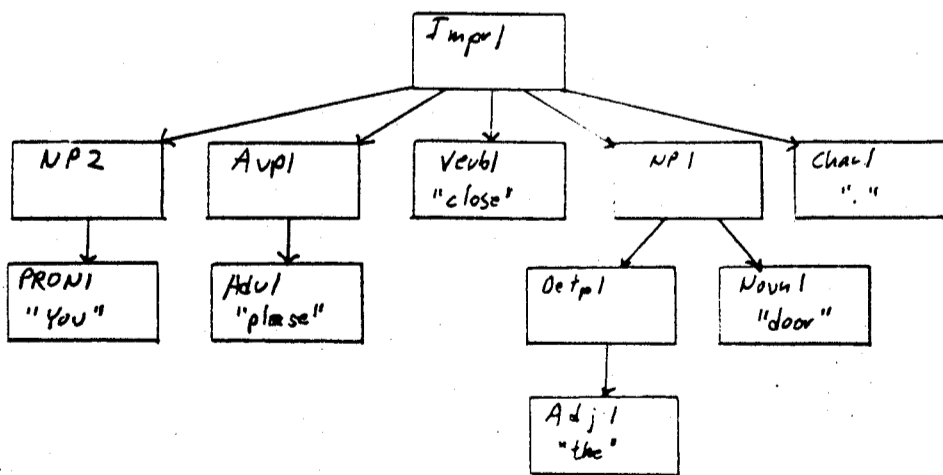 Impr1
NP2
Avp1
Verb1
"close"
NP1
Char1
"."
PRON1
"You"
Adv1
"please"
Detp1
Noun1
"door"
Adj1
"the"